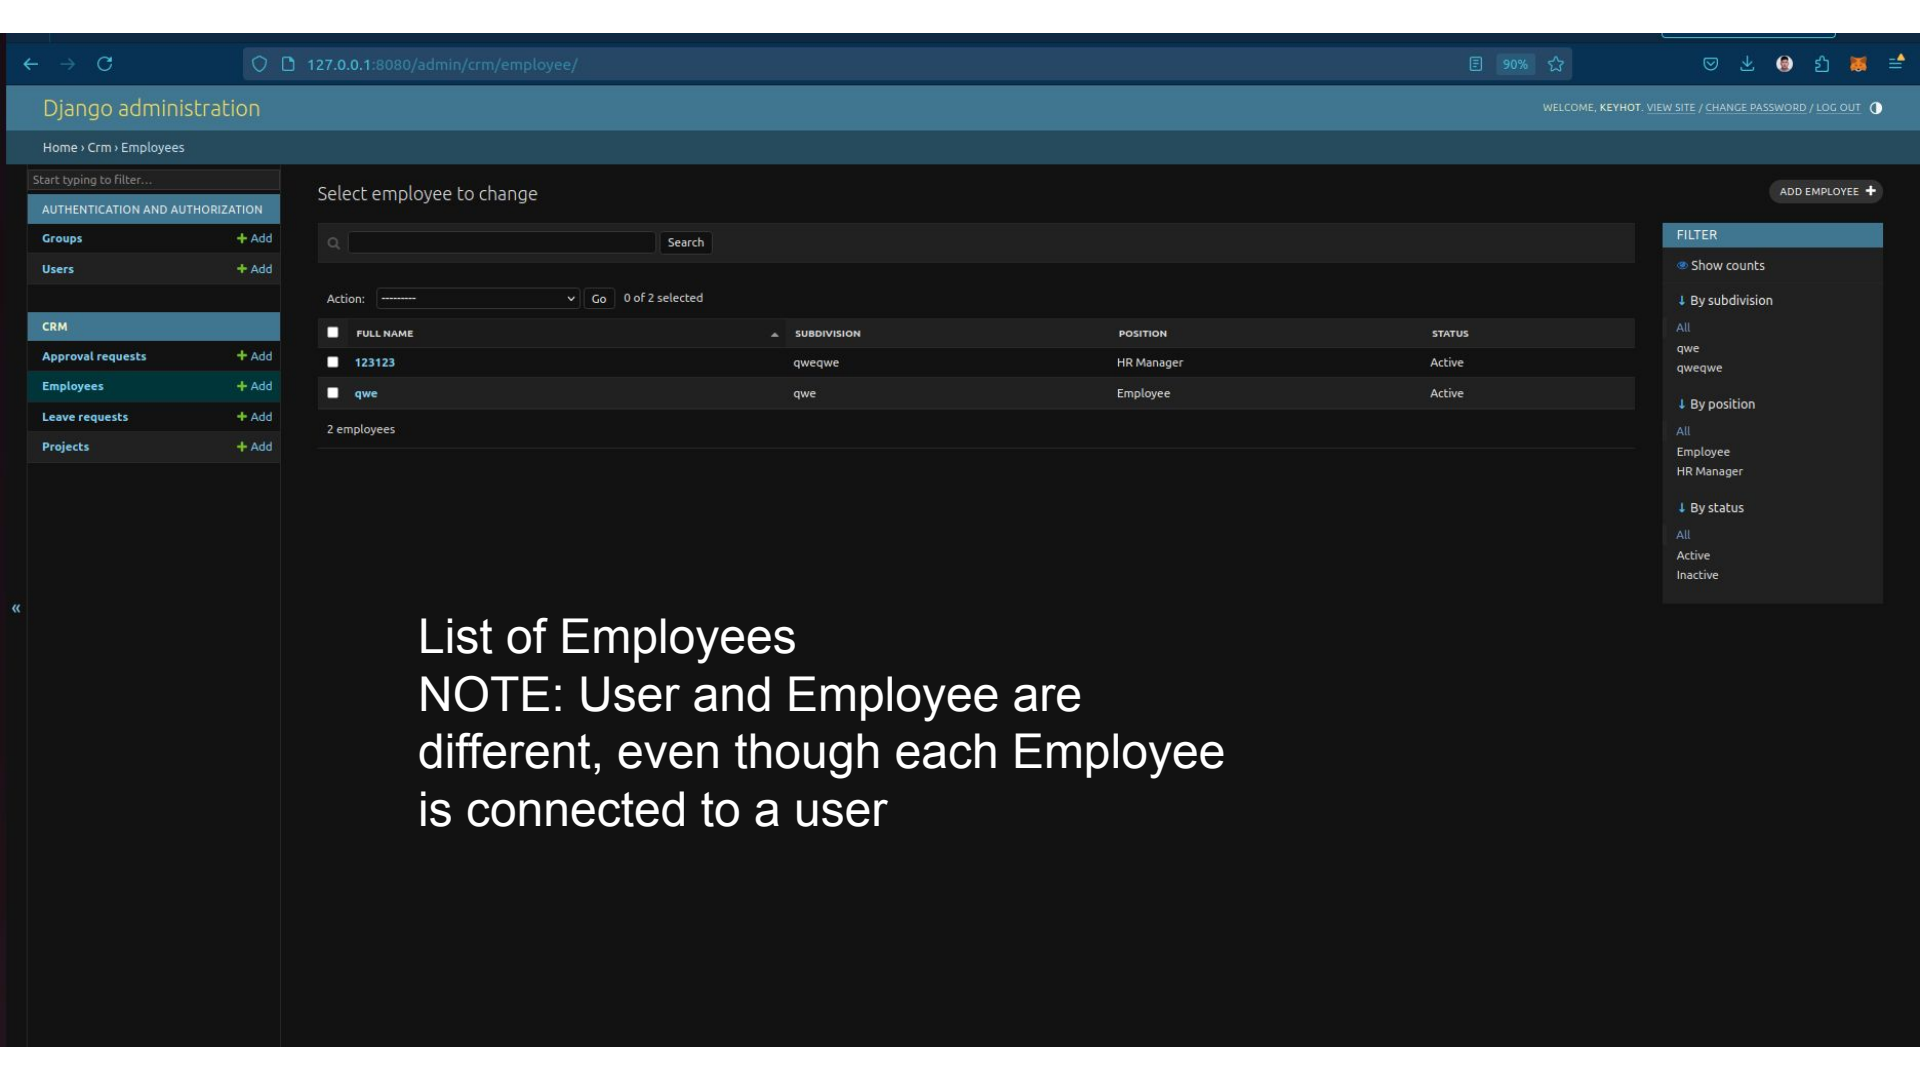 127.0.0.1:8080/admin/crm/employee/
90%
Django administration
WELCOME, KEYHOT. VIEW SITE / CHANGE PASSWORD / LOG OUT
Home › Crm › Employees
Start typing to filter...
AUTHENTICATION AND AUTHORIZATION
Groups + Add
Users + Add
CRM
Approval requests + Add
Employees + Add
Leave requests + Add
Projects + Add
«
Select employee to change
ADD EMPLOYEE +
Search
Action: --------- Go 0 of 2 selected
FULL NAME SUBDIVISION POSITION STATUS
123123 qweqwe HR Manager Active
qwe qwe Employee Active
2 employees
FILTER
Show counts
↓ By subdivision
All
qwe
qweqwe
↓ By position
All
Employee
HR Manager
↓ By status
All
Active
Inactive
List of Employees
NOTE: User and Employee are
different, even though each Employee
is connected to a user